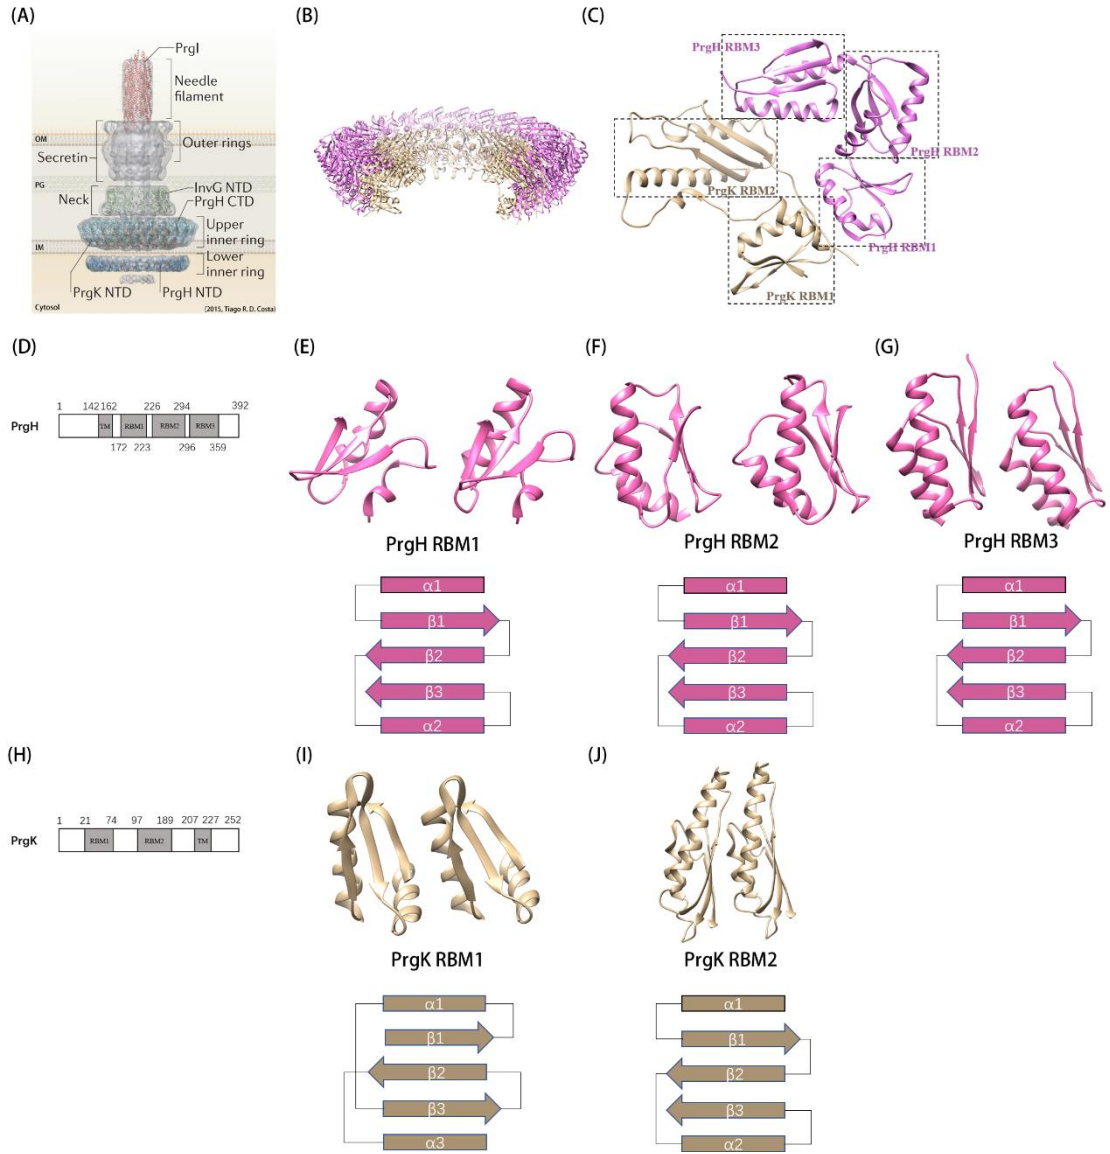 (A)
PrgI
Needle
filament
OM
Outer rings
Secretin
PG
InvG NTD
Neck
PrgH CTD
Upper
inner ring
IM
Lower
inner ring
PrgK NTD
PrgH NTD
Cytosol
(2015, Tiago R. D. Costa)
(B)
(C)
PrgH RBM3
PrgH RBM2
PrgK RBM2
PrgH RBM1
PrgK RBM1
(D)
1 142 162 226 294 392
PrgH
TM RBM1 RBM2 RBM3
172 223 296 359
(E)
PrgH RBM1
α1
β1
β2
β3
α2
(F)
PrgH RBM2
α1
β1
β2
β3
α2
(G)
PrgH RBM3
α1
β1
β2
β3
α2
(H)
1 21 74 97 189 207 227 252
PrgK
RBM1 RBM2 TM
(I)
PrgK RBM1
α1
β1
β2
β3
α3
(J)
PrgK RBM2
α1
β1
β2
β3
α2